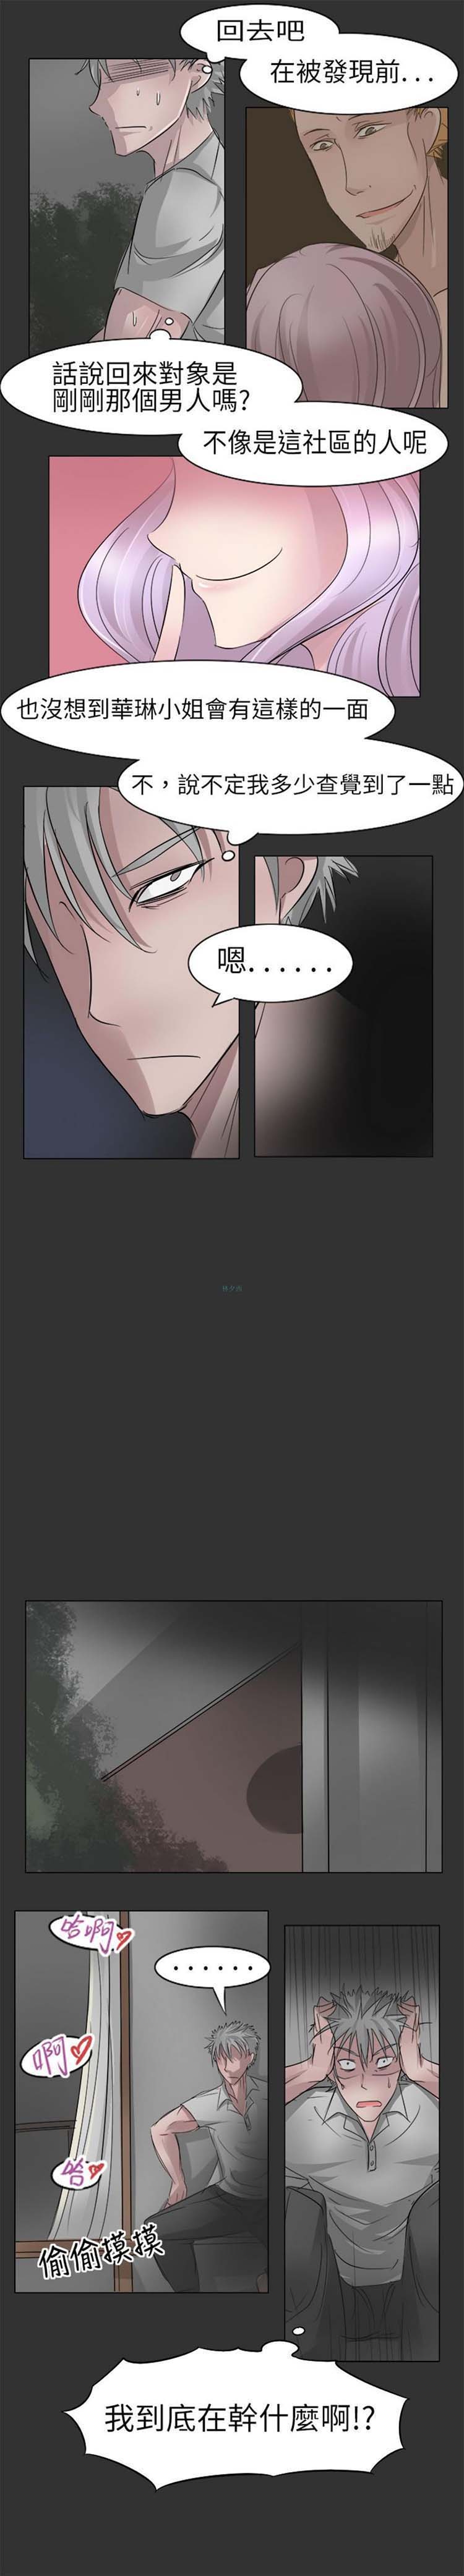 回去吧
在被發現前...
話說回來對象是
剛剛那個男人嗎?
不像是這社區的人呢
也沒想到華琳小姐會有這樣的一面
不，說不定我多少查覺到了一點
嗯......
哈啊♡
......
啊♡
哈♥
偷偷摸摸
我到底在幹什麼啊!?